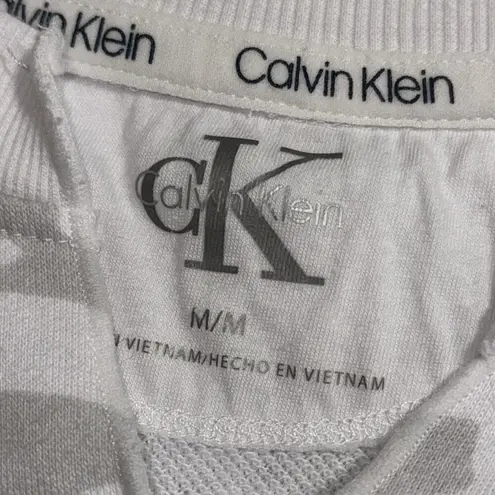 Calvin Klein Calvin Klein
CK
Calvin Klein
M/M
VIETNAM/HECHO EN VIETNAM